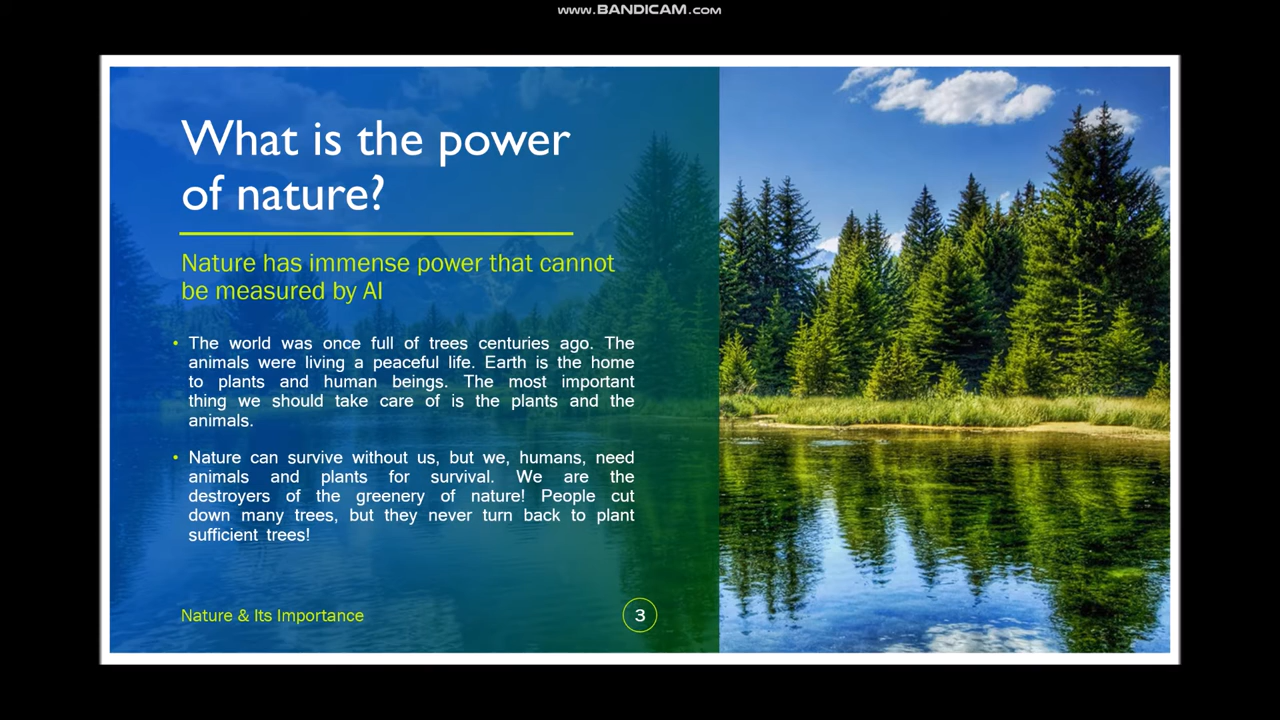 www.BANDICAM.com
What is the power
of nature?
Nature has immense power that cannot
be measured by AI
• The world was once full of trees centuries ago. The
animals were living a peaceful life. Earth is the home
to plants and human beings. The most important
thing we should take care of is the plants and the
animals.
• Nature can survive without us, but we, humans, need
animals and plants for survival. We are the
destroyers of the greenery of nature! People cut
down many trees, but they never turn back to plant
sufficient trees!
Nature & Its Importance
3